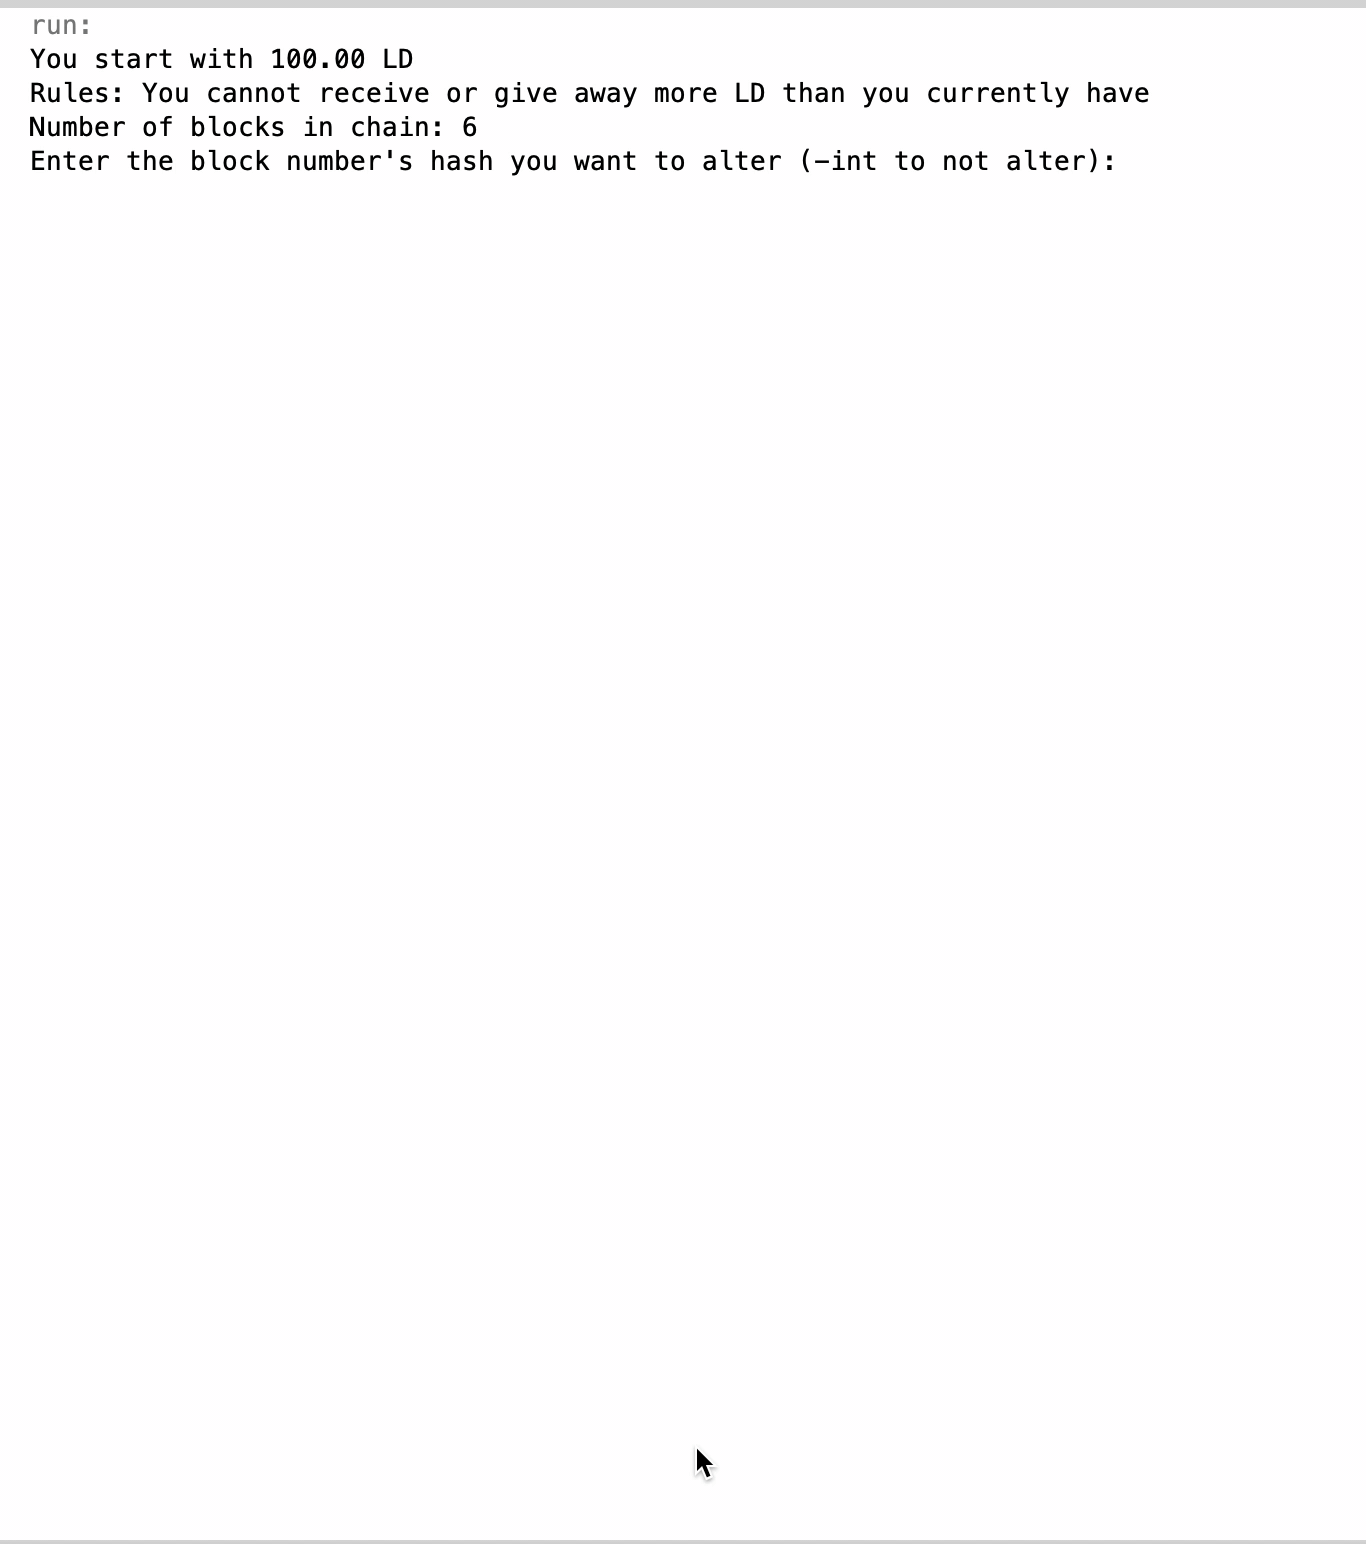 run:
You start with 100.00 LD
Rules: You cannot receive or give away more LD than you currently have
Number of blocks in chain: 6
Enter the block number's hash you want to alter (-int to not alter):